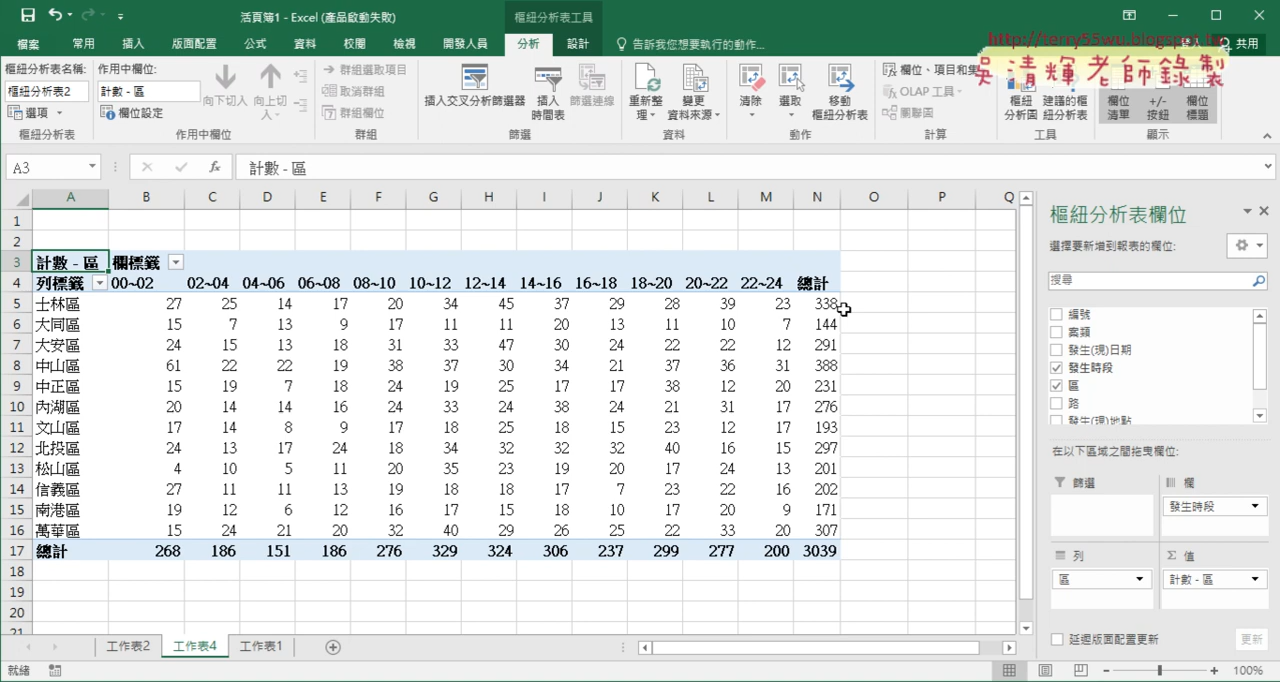 活頁簿1 - Excel (產品啟動失敗)
樞紐分析表工具
檔案 常用 插入 版面配置 公式 資料 校閱 檢視 開發人員 分析 設計 告訴我您想要執行的動作... 共用
http://terry55wu.blogspot.tw
吳清輝老師錄製
樞紐分析表名稱: 作用中欄位:
樞紐分析表2 計數 - 區
選項 欄位設定
向下切入 向上切入
群組選取項目
取消群組
群組欄位
插入交叉分析篩選器 插入時間表 篩選連線
重新整理 變更資料來源
清除 選取 移動樞紐分析表
欄位、項目和集
OLAP 工具
關聯圖
樞紐分析圖 建議的樞紐分析表
欄位清單 +/-按鈕 欄位標題
樞紐分析表 作用中欄位 群組 篩選 資料 動作 計算 工具 顯示
A3 fx 計數 - 區
A B C D E F G H I J K L M N O P Q
1
2
3 計數 - 區 欄標籤
4 列標籤 00~02 02~04 04~06 06~08 08~10 10~12 12~14 14~16 16~18 18~20 20~22 22~24 總計
5 士林區 27 25 14 17 20 34 45 37 29 28 39 23 338
6 大同區 15 7 13 9 17 11 11 20 13 11 10 7 144
7 大安區 24 15 13 18 31 33 47 30 24 22 22 12 291
8 中山區 61 22 22 19 38 37 30 34 21 37 36 31 388
9 中正區 15 19 7 18 24 19 25 17 17 38 12 20 231
10 內湖區 20 14 14 16 24 33 24 38 24 21 31 17 276
11 文山區 17 14 8 9 17 18 25 18 15 23 12 17 193
12 北投區 24 13 17 24 18 34 32 32 32 40 16 15 297
13 松山區 4 10 5 11 20 35 23 19 20 17 24 13 201
14 信義區 27 11 11 13 19 18 18 17 7 23 22 16 202
15 南港區 19 12 6 12 16 17 15 18 10 17 20 9 171
16 萬華區 15 24 21 20 32 40 29 26 25 22 33 20 307
17 總計 268 186 151 186 276 329 324 306 237 299 277 200 3039
18
19
20
21
樞紐分析表欄位
選擇要新增到報表的欄位:
搜尋
編號
案類
發生(現)日期
發生時段
區
路
發生(現)地點
在以下區域之間拖曳欄位:
篩選 欄
發生時段
列 Σ 值
區 計數 - 區
延遲版面配置更新 更新
工作表2 工作表4 工作表1
就緒 100%